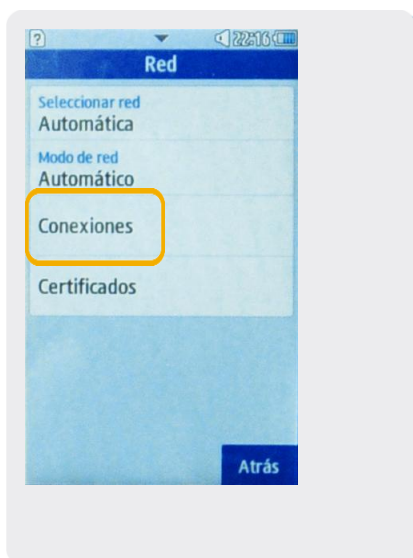 22:16
Red
Seleccionar red
Automática
Modo de red
Automático
Conexiones
Certificados
Atrás